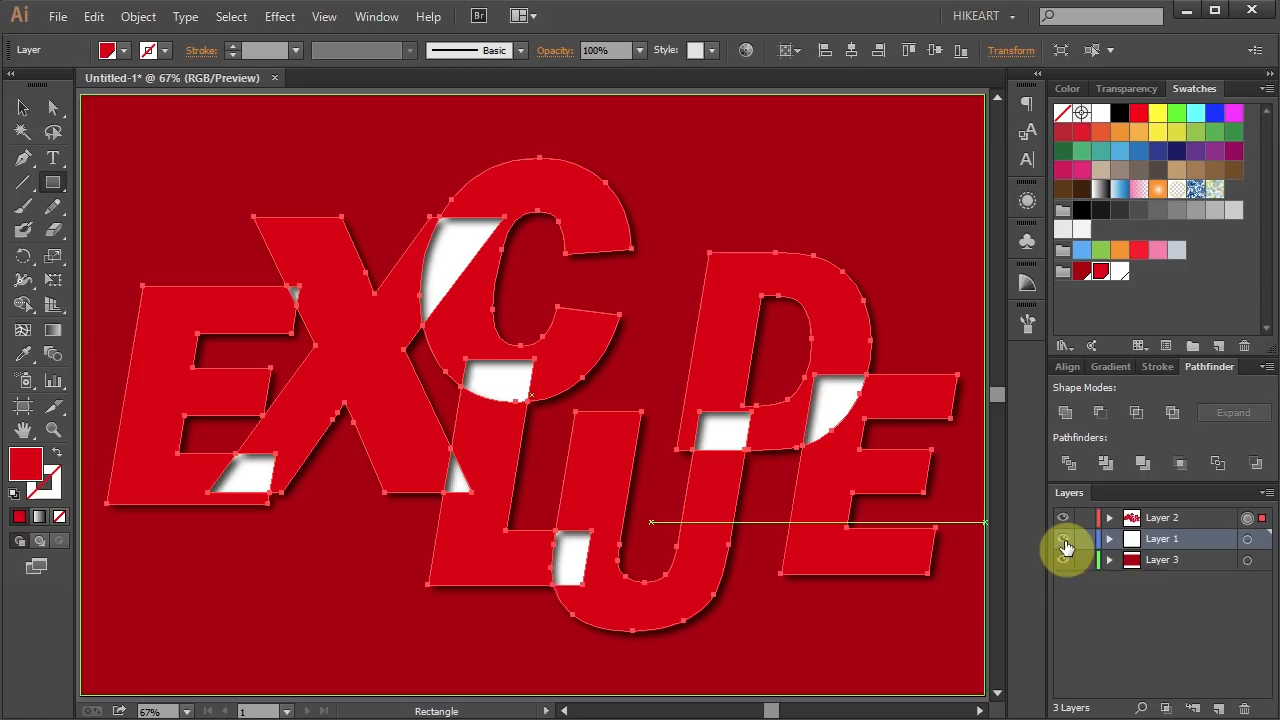 Ai File Edit Object Type Select Effect View Window Help Br HIKEART
Layer Stroke: Basic Opacity: 100% Style: Transform
Untitled-1* @ 67% (RGB/Preview) ×
Color Transparency Swatches
EXCLUDE
Align Gradient Stroke Pathfinder
Shape Modes:
Expand
Pathfinders:
Layers
Layer 2
Layer 1
Layer 3
67% 1 Rectangle 3 Layers